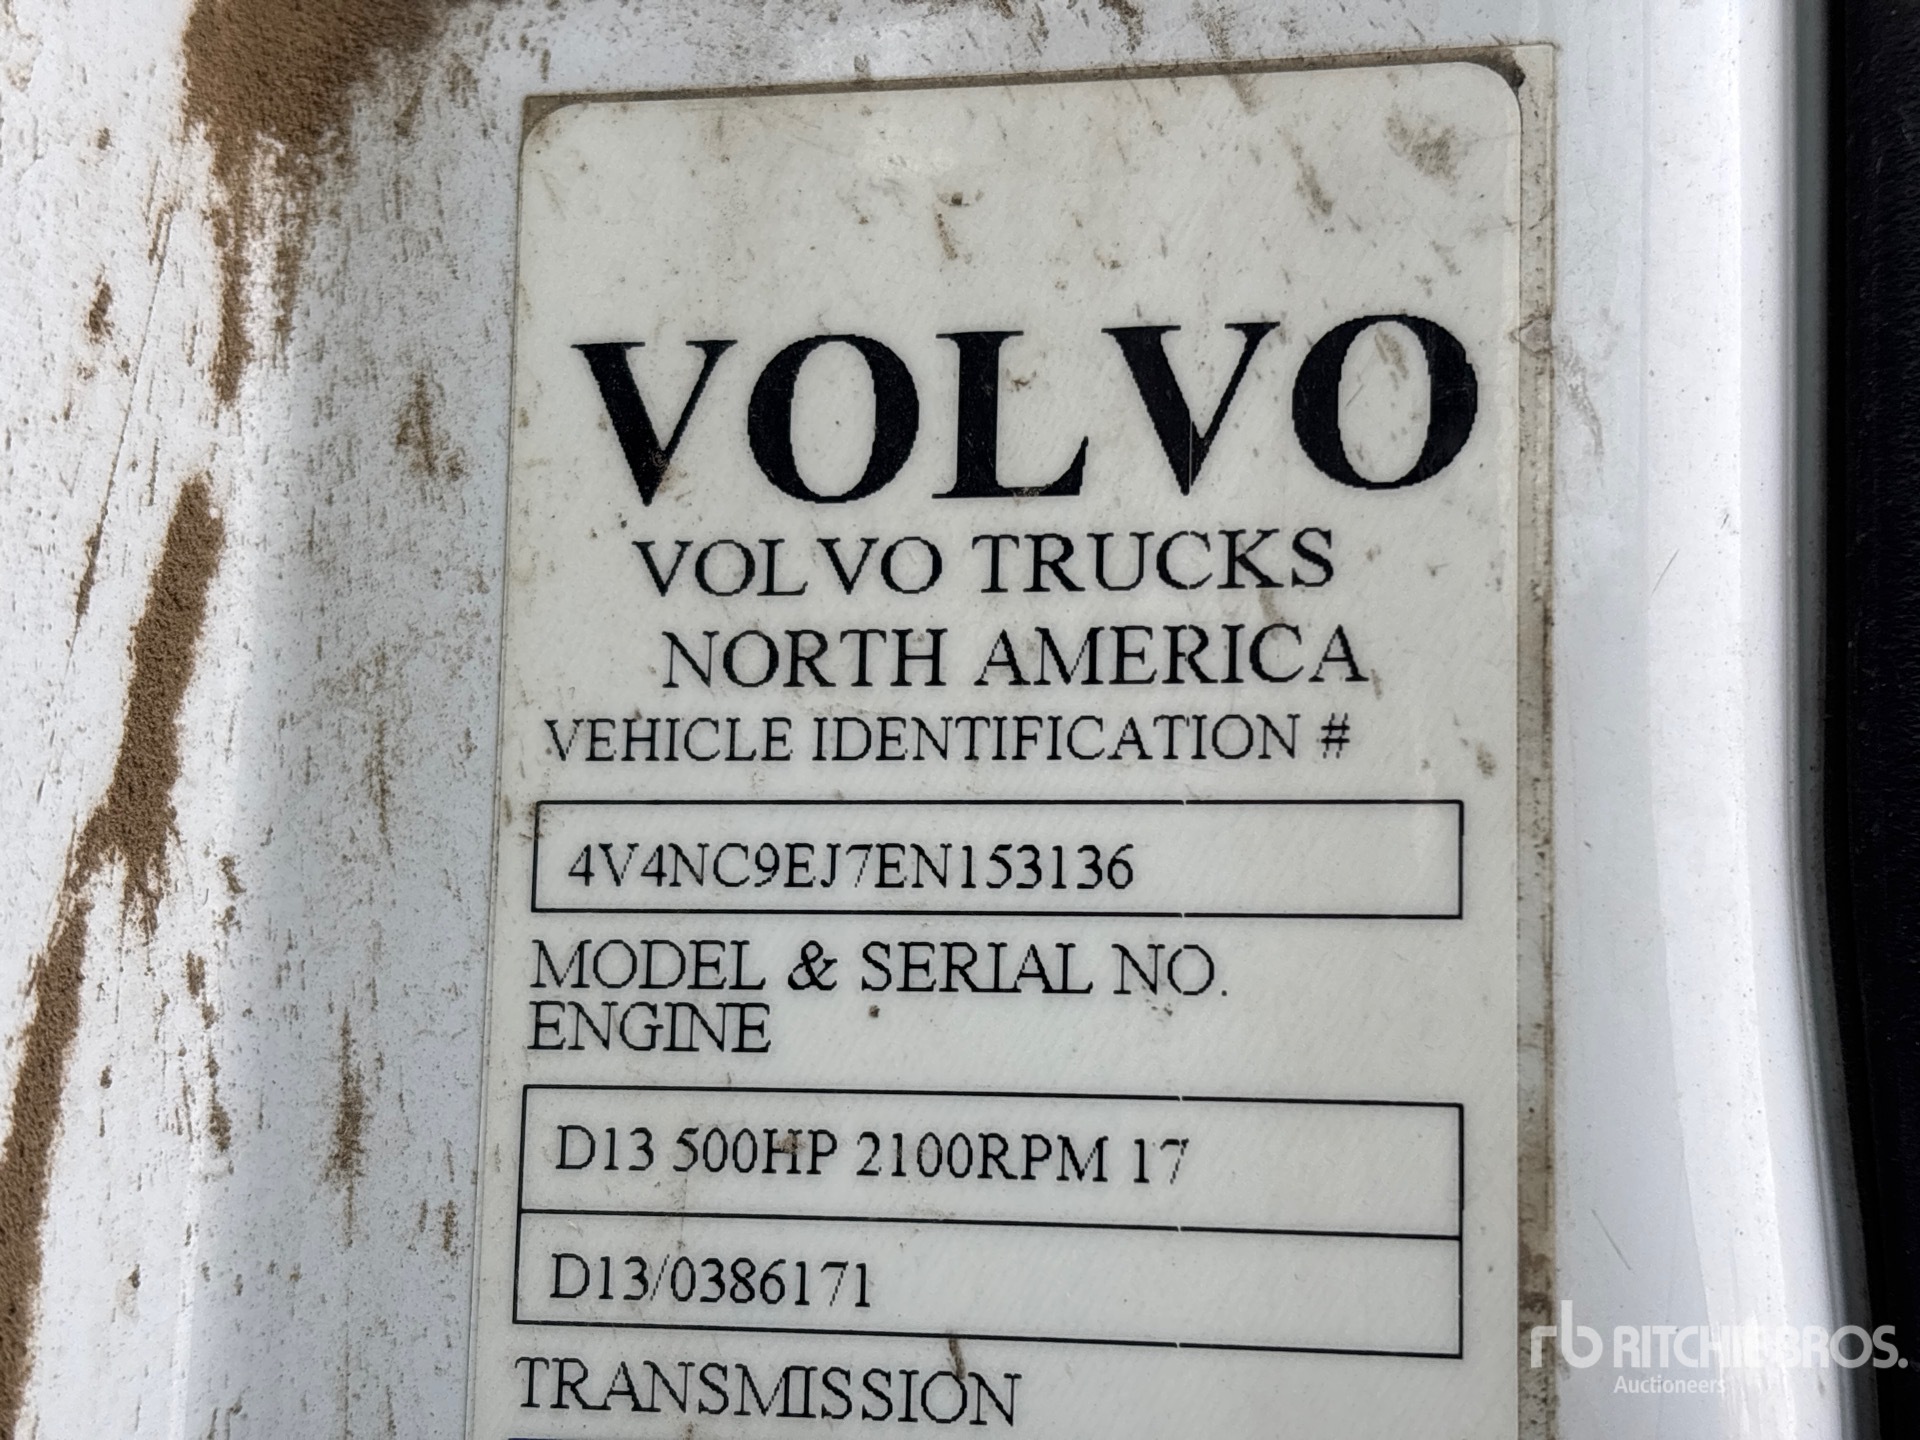 VOLVO
VOLVO TRUCKS
NORTH AMERICA
VEHICLE IDENTIFICATION #
4V4NC9EJ7EN153136
MODEL & SERIAL NO.
ENGINE
D13 500HP 2100RPM 17
D13/0386171
TRANSMISSION
rb RITCHIE BROS.
Auctioneers